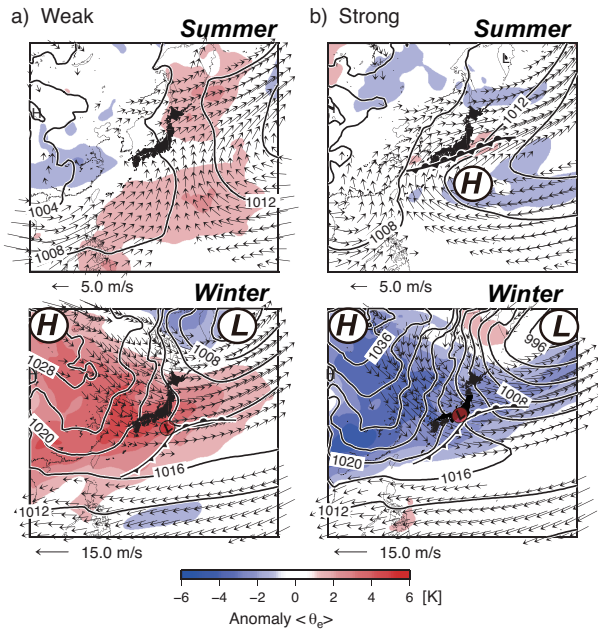 a) Weak
b) Strong
Summer
Summer
1004
1008
1012
1012
H
1008
5.0 m/s
5.0 m/s
Winter
Winter
H
L
1008
1028
1020
L
1016
1012
H
L
1036
996
1008
1020
L
1016
1012
15.0 m/s
15.0 m/s
−6 −4 −2 0 2 4 6 [K]
Anomaly <θe>